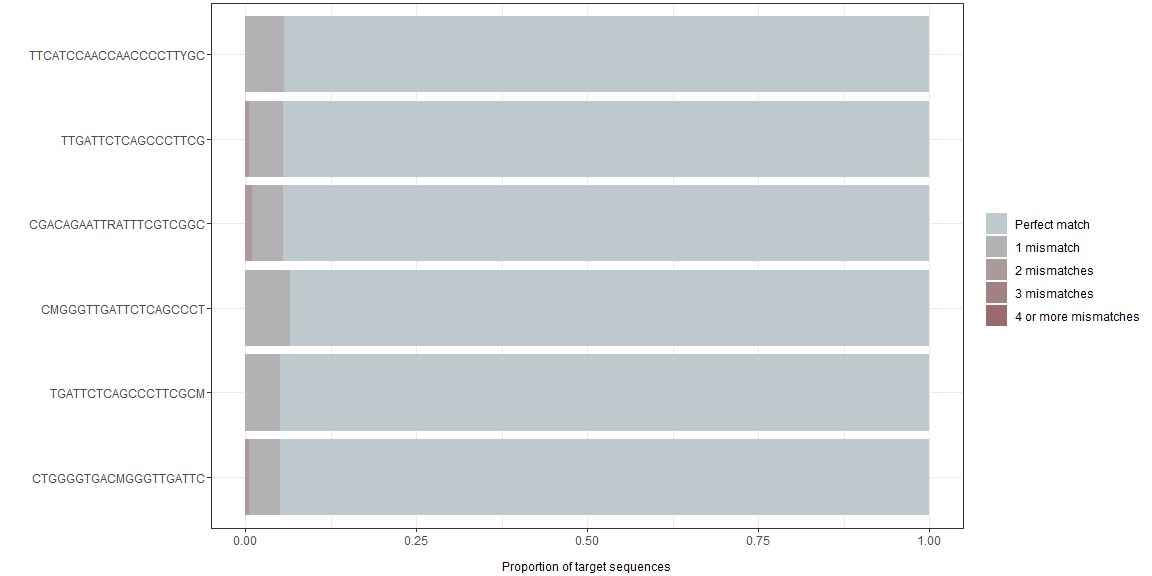 TTCATCCAACCAACCCCTTYGC
TTGATTCTCAGCCCTTCG
CGACAGAATTRATTTCGTCGGC
CMGGGTTGATTCTCAGCCCT
TGATTCTCAGCCCTTCGCM
CTGGGGTGACMGGGTTGATTC
0.00 0.25 0.50 0.75 1.00
Proportion of target sequences
Perfect match
1 mismatch
2 mismatches
3 mismatches
4 or more mismatches